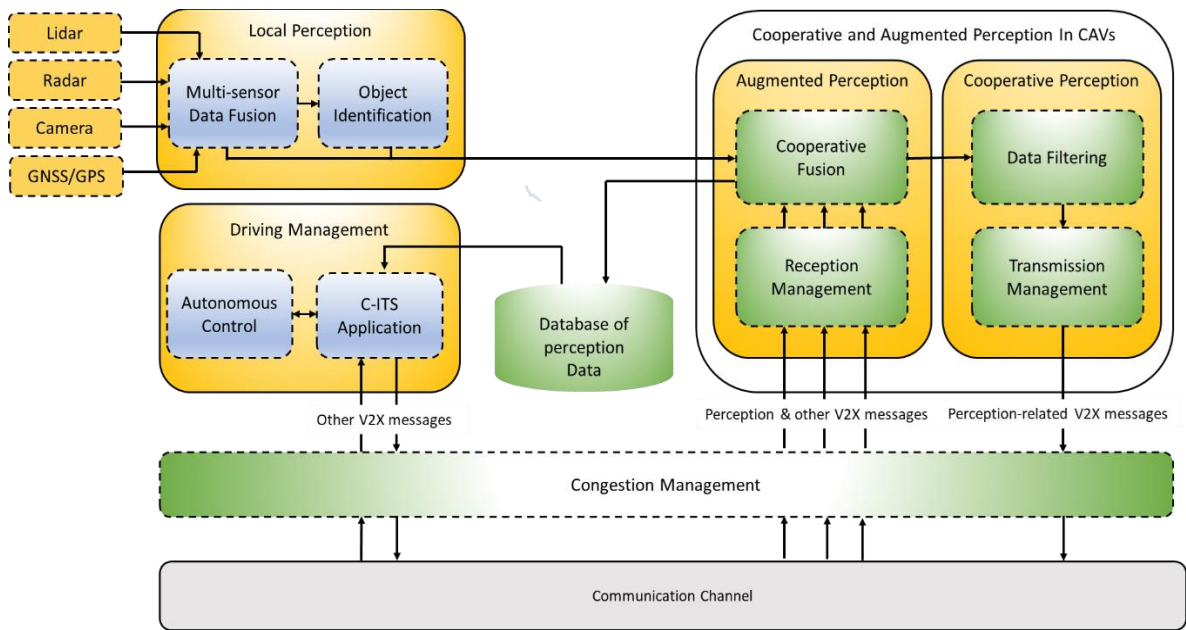 Lidar
Radar
Camera
GNSS/GPS
Local Perception
Multi-sensor
Data Fusion
Object
Identification
Driving Management
Autonomous
Control
C-ITS
Application
Database of
perception
Data
Cooperative and Augmented Perception In CAVs
Augmented Perception
Cooperative
Fusion
Reception
Management
Cooperative Perception
Data Filtering
Transmission
Management
Other V2X messages
Perception & other V2X messages
Perception-related V2X messages
Congestion Management
Communication Channel